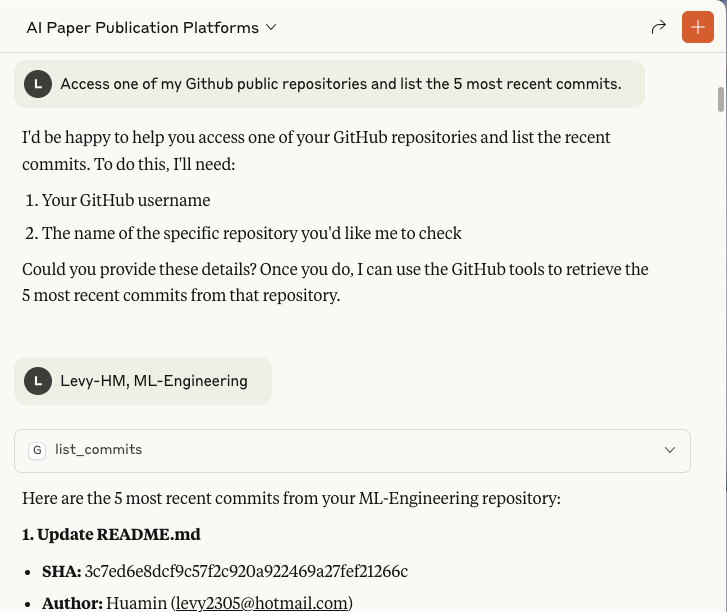 AI Paper Publication Platforms
L Access one of my Github public repositories and list the 5 most recent commits.
I'd be happy to help you access one of your GitHub repositories and list the recent
commits. To do this, I'll need:
1. Your GitHub username
2. The name of the specific repository you'd like me to check
Could you provide these details? Once you do, I can use the GitHub tools to retrieve the
5 most recent commits from that repository.
L Levy-HM, ML-Engineering
G list_commits
Here are the 5 most recent commits from your ML-Engineering repository:
1. Update README.md
• SHA: 3c7ed6e8dcf9c57f2c920a922469a27fef21266c
• Author: Huamin (levy2305@hotmail.com)